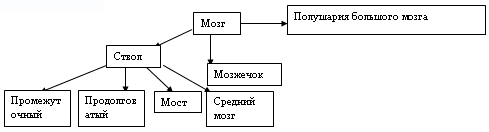 Мозг
Полушария большого мозга
Ствол
Мозжечок
Промежут
очный
Продолгов
атый
Мост
Средний
мозг